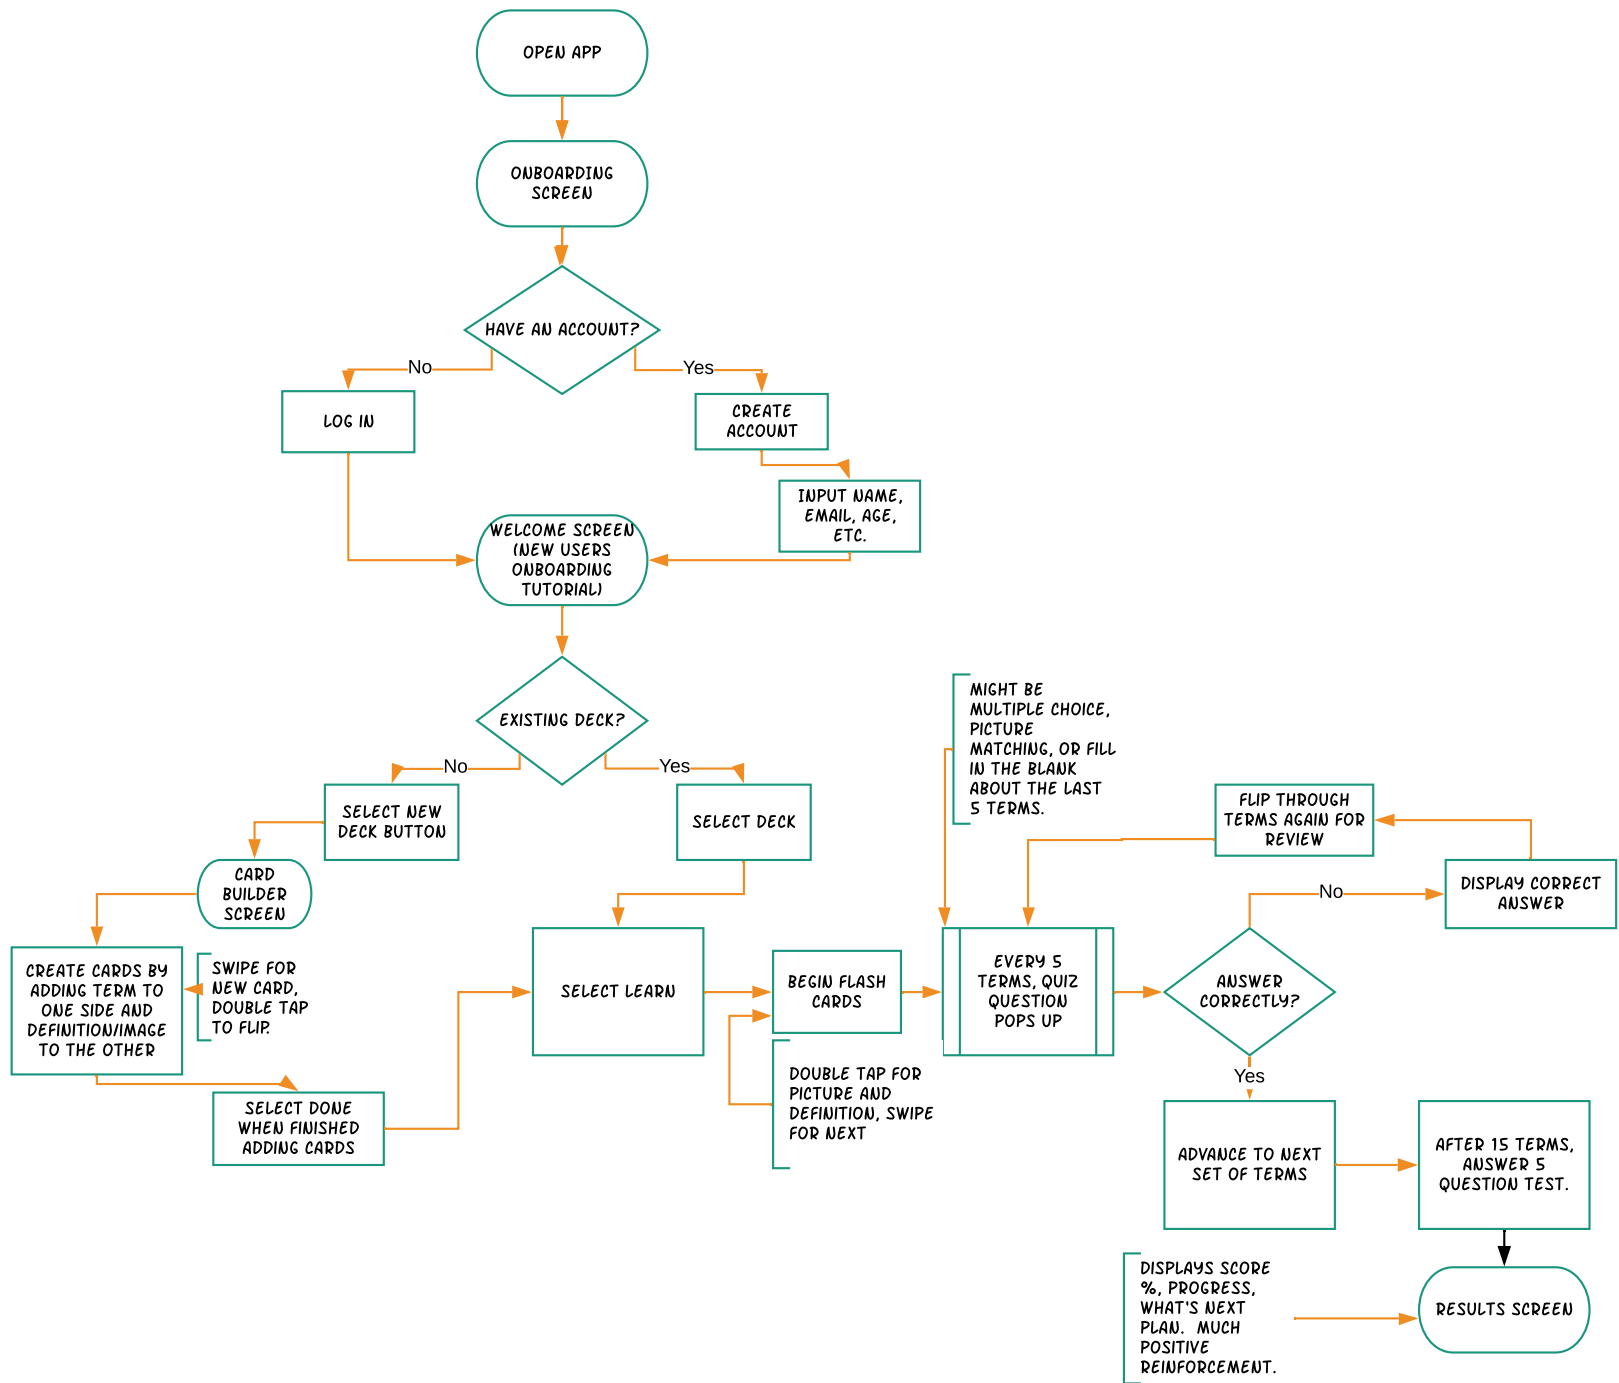 OPEN APP
ONBOARDING
SCREEN
HAVE AN ACCOUNT?
No
Yes
LOG IN
CREATE
ACCOUNT
INPUT NAME,
EMAIL, AGE,
ETC.
WELCOME SCREEN
(NEW USERS
ONBOARDING
TUTORIAL)
EXISTING DECK?
No
Yes
SELECT NEW
DECK BUTTON
SELECT DECK
CARD
BUILDER
SCREEN
CREATE CARDS BY
ADDING TERM TO
ONE SIDE AND
DEFINITION/IMAGE
TO THE OTHER
SWIPE FOR
NEW CARD,
DOUBLE TAP
TO FLIP.
SELECT DONE
WHEN FINISHED
ADDING CARDS
SELECT LEARN
BEGIN FLASH
CARDS
DOUBLE TAP FOR
PICTURE AND
DEFINITION, SWIPE
FOR NEXT
MIGHT BE
MULTIPLE CHOICE,
PICTURE
MATCHING, OR FILL
IN THE BLANK
ABOUT THE LAST
5 TERMS.
EVERY 5
TERMS, QUIZ
QUESTION
POPS UP
ANSWER
CORRECTLY?
No
DISPLAY CORRECT
ANSWER
FLIP THROUGH
TERMS AGAIN FOR
REVIEW
Yes
ADVANCE TO NEXT
SET OF TERMS
AFTER 15 TERMS,
ANSWER 5
QUESTION TEST.
DISPLAYS SCORE
%, PROGRESS,
WHAT'S NEXT
PLAN. MUCH
POSITIVE
REINFORCEMENT.
RESULTS SCREEN